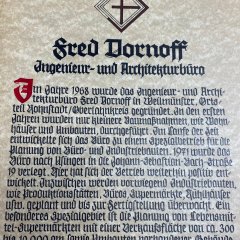 Fred Dornoff
Ingenieur- und Architekturbüro
Im Jahre 1968 wurde das Ingenieur- und Archi-
tekturbüro Fred Dornoff in Weilmünster, Orts-
teil Rohnstadt/Oberlahnkreis gegründet. In den ersten
Jahren wurden nur kleinere Baumaßnahmen, wie Wohn-
häuser und Umbauten, durchgeführt. Im Laufe der Zeit
entwickelte sich das Büro zu einem Spezialbetrieb für die
Planung von Büro- und Industriebauten. 1971 wurde das
Büro nach Usingen in die Johann-Sebastian-Bach-Straße
19 verlegt. Hier hat sich der Betrieb weiterhin positiv ent-
wickelt. Inzwischen werden vorwiegend Industriebauten,
wie Produktionsstätten, Büros, Supermärkte, Kühlhäuser
usw., geplant und bis zur Fertigstellung überwacht. Ein
besonderes Spezialgebiet ist die Planung von Lebensmit-
tel-Supermärkten mit einer Verkaufsfläche von ca. 300
bis